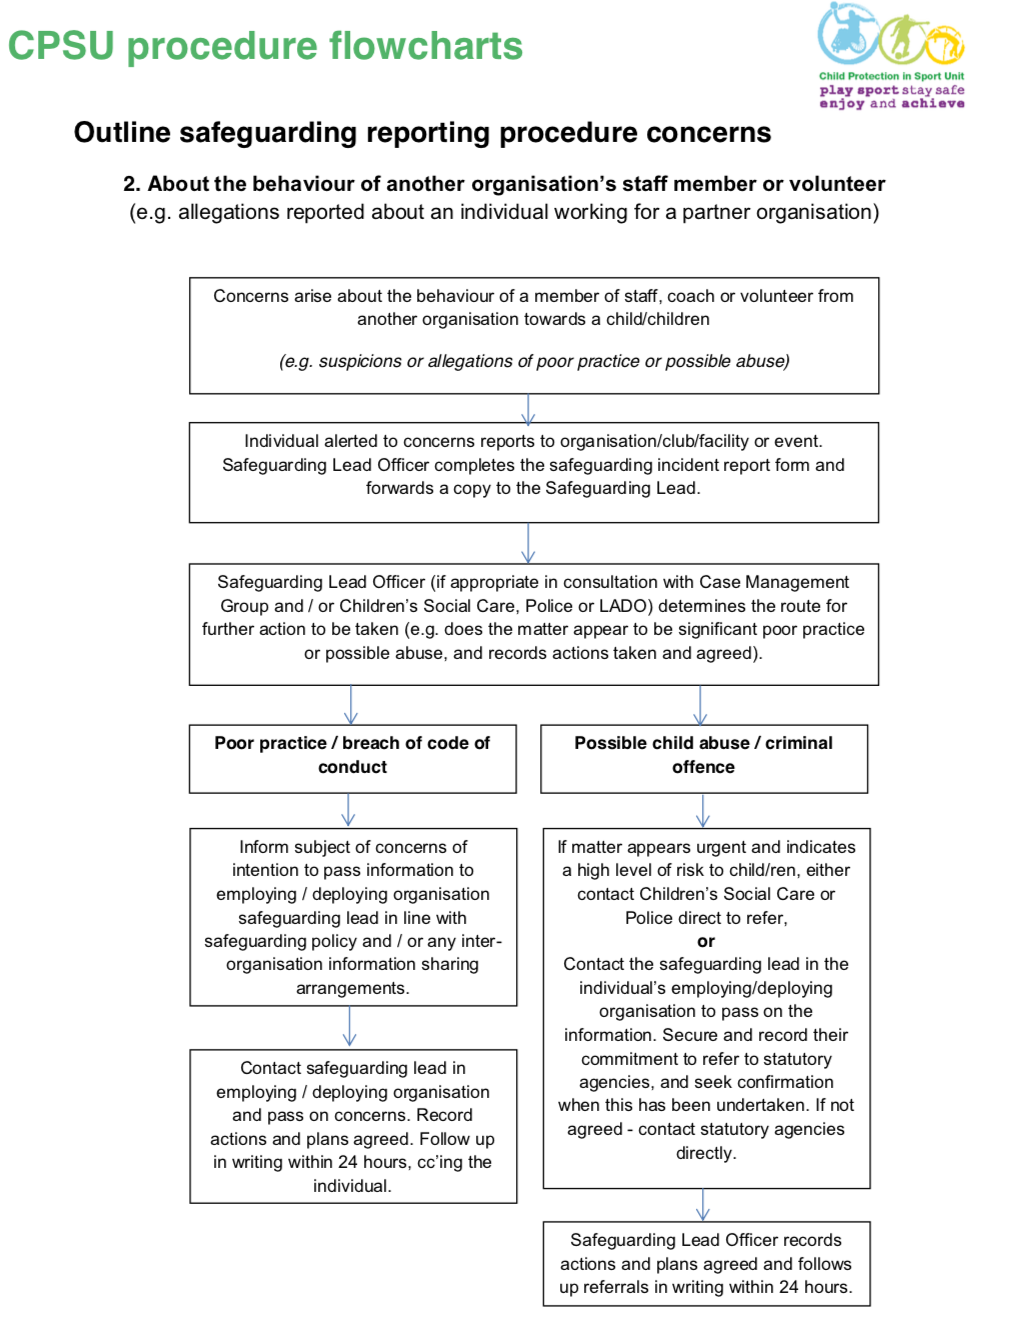 CPSU procedure flowcharts
Child Protection in Sport Unit
play sport stay safe
enjoy and achieve
Outline safeguarding reporting procedure concerns
2. About the behaviour of another organisation’s staff member or volunteer
(e.g. allegations reported about an individual working for a partner organisation)
Concerns arise about the behaviour of a member of staff, coach or volunteer from
another organisation towards a child/children
(e.g. suspicions or allegations of poor practice or possible abuse)
Individual alerted to concerns reports to organisation/club/facility or event.
Safeguarding Lead Officer completes the safeguarding incident report form and
forwards a copy to the Safeguarding Lead.
Safeguarding Lead Officer (if appropriate in consultation with Case Management
Group and / or Children’s Social Care, Police or LADO) determines the route for
further action to be taken (e.g. does the matter appear to be significant poor practice
or possible abuse, and records actions taken and agreed).
Poor practice / breach of code of
conduct
Inform subject of concerns of
intention to pass information to
employing / deploying organisation
safeguarding lead in line with
safeguarding policy and / or any inter-
organisation information sharing
arrangements.
Contact safeguarding lead in
employing / deploying organisation
and pass on concerns. Record
actions and plans agreed. Follow up
in writing within 24 hours, cc’ing the
individual.
Possible child abuse / criminal
offence
If matter appears urgent and indicates
a high level of risk to child/ren, either
contact Children’s Social Care or
Police direct to refer,
or
Contact the safeguarding lead in the
individual’s employing/deploying
organisation to pass on the
information. Secure and record their
commitment to refer to statutory
agencies, and seek confirmation
when this has been undertaken. If not
agreed - contact statutory agencies
directly.
Safeguarding Lead Officer records
actions and plans agreed and follows
up referrals in writing within 24 hours.